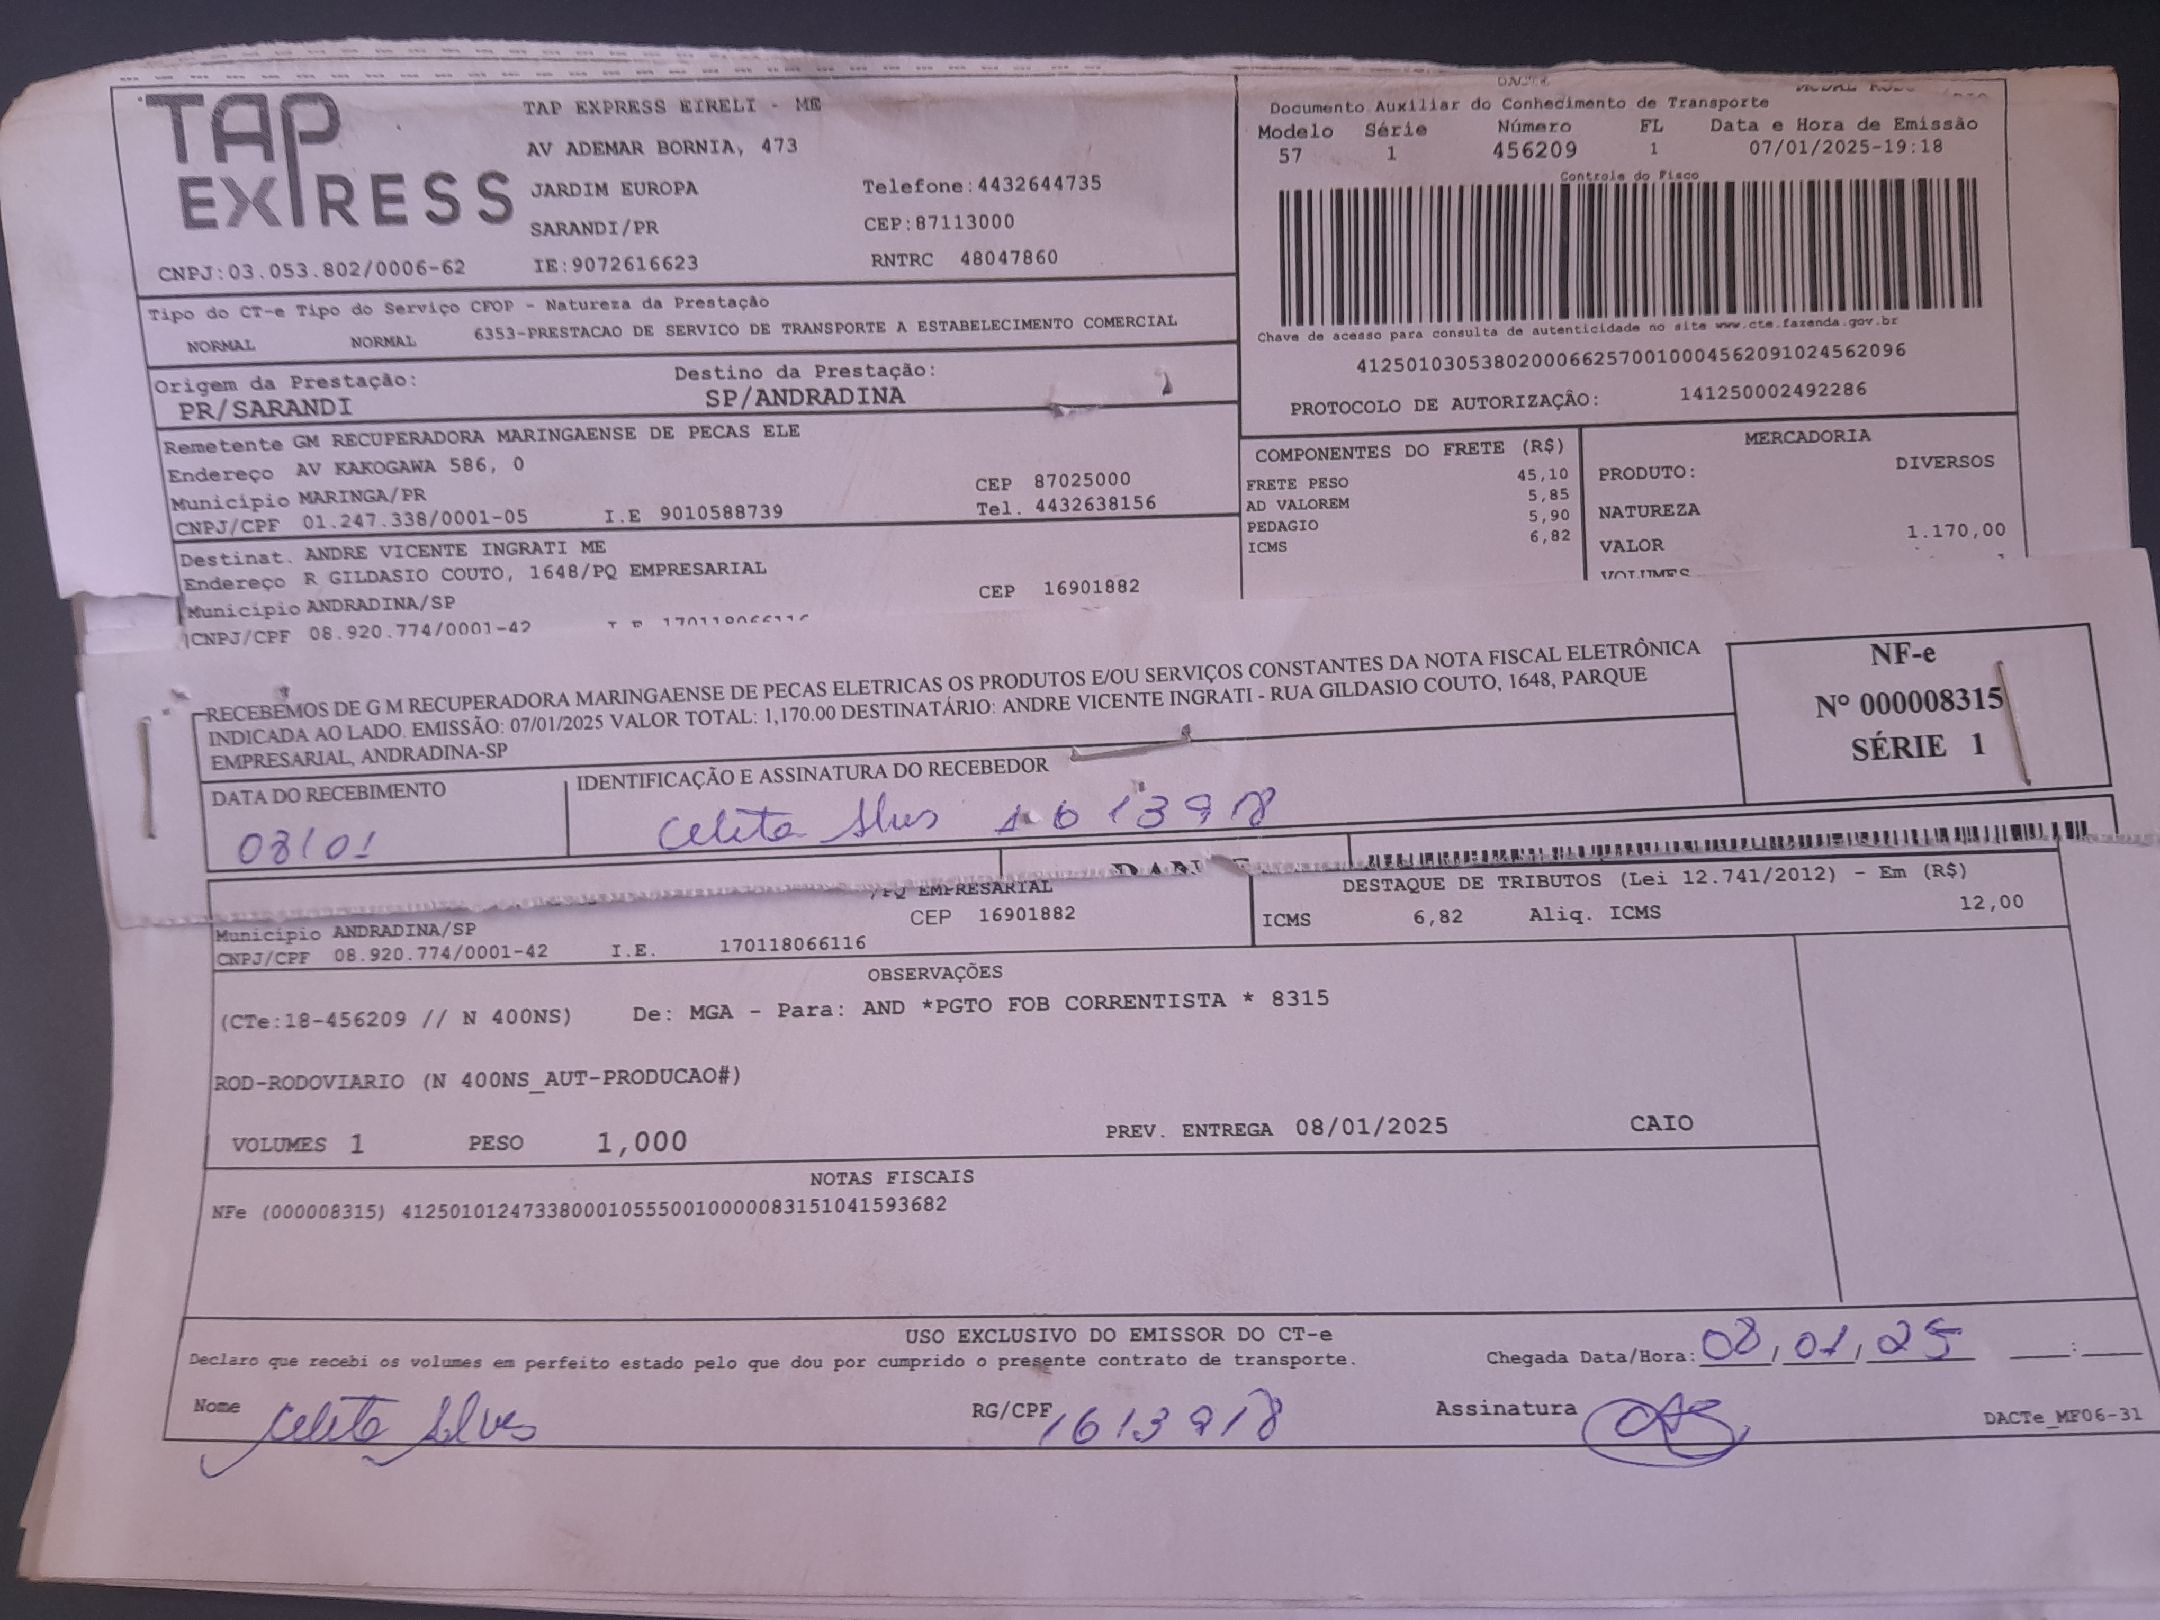 TAP EXPRESS
TAP EXPRESS EIRELI - ME
AV ADEMAR BORNIA, 473
JARDIM EUROPA Telefone:4432644735
SARANDI/PR CEP:87113000
CNPJ:03.053.802/0006-62 IE:9072616623 RNTRC 48047860
DACTE
Documento Auxiliar do Conhecimento de Transporte
Modelo Série Número FL Data e Hora de Emissão
57 1 456209 1 07/01/2025-19:18
Controle do Fisco
Chave de acesso para consulta de autenticidade no site www.cte.fazenda.gov.br
41250103053802000662570010004562091024562096
PROTOCOLO DE AUTORIZAÇÂO: 141250002492286
Tipo do CT-e Tipo do Serviço CFOP - Natureza da Prestação
NORMAL NORMAL 6353-PRESTACAO DE SERVICO DE TRANSPORTE A ESTABELECIMENTO COMERCIAL
Origem da Prestação: Destino da Prestação:
PR/SARANDI SP/ANDRADINA
Remetente GM RECUPERADORA MARINGAENSE DE PECAS ELE
Endereço AV KAKOGAWA 586, 0
Município MARINGA/PR CEP 87025000
CNPJ/CPF 01.247.338/0001-05 I.E 9010588739 Tel. 4432638156
Destinat. ANDRE VICENTE INGRATI ME
Endereço R GILDASIO COUTO, 1648/PQ EMPRESARIAL
Município ANDRADINA/SP CEP 16901882
CNPJ/CPF 08.920.774/0001-42
COMPONENTES DO FRETE (R$)
FRETE PESO 45,10
AD VALOREM 5,85
PEDAGIO 5,90
ICMS 6,82
MERCADORIA
PRODUTO: DIVERSOS
NATUREZA
VALOR 1.170,00
VOLUMES
RECEBEMOS DE G M RECUPERADORA MARINGAENSE DE PECAS ELETRICAS OS PRODUTOS E/OU SERVIÇOS CONSTANTES DA NOTA FISCAL ELETRÔNICA
INDICADA AO LADO. EMISSÃO: 07/01/2025 VALOR TOTAL: 1,170.00 DESTINATÁRIO: ANDRE VICENTE INGRATI - RUA GILDASIO COUTO, 1648, PARQUE
EMPRESARIAL, ANDRADINA-SP
NF-e
Nº 000008315
SÉRIE 1
DATA DO RECEBIMENTO IDENTIFICAÇÃO E ASSINATURA DO RECEBEDOR
08/01 Celita Alves 1613918
/PQ EMPRESARIAL
Município ANDRADINA/SP CEP 16901882
CNPJ/CPF 08.920.774/0001-42 I.E. 170118066116
DESTAQUE DE TRIBUTOS (Lei 12.741/2012) - Em (R$)
ICMS 6,82 Aliq. ICMS 12,00
OBSERVAÇÕES
(CTe:18-456209 // N 400NS) De: MGA - Para: AND *PGTO FOB CORRENTISTA * 8315
ROD-RODOVIARIO (N 400NS_AUT-PRODUCAO#)
VOLUMES 1 PESO 1,000 PREV. ENTREGA 08/01/2025 CAIO
NOTAS FISCAIS
NFe (000008315) 41250101247338000105550010000083151041593682
USO EXCLUSIVO DO EMISSOR DO CT-e
Declaro que recebi os volumes em perfeito estado pelo que dou por cumprido o presente contrato de transporte. Chegada Data/Hora: 08/01/25 __:__
Nome Celita Alves RG/CPF 1613918 Assinatura DACTe_MF06-31